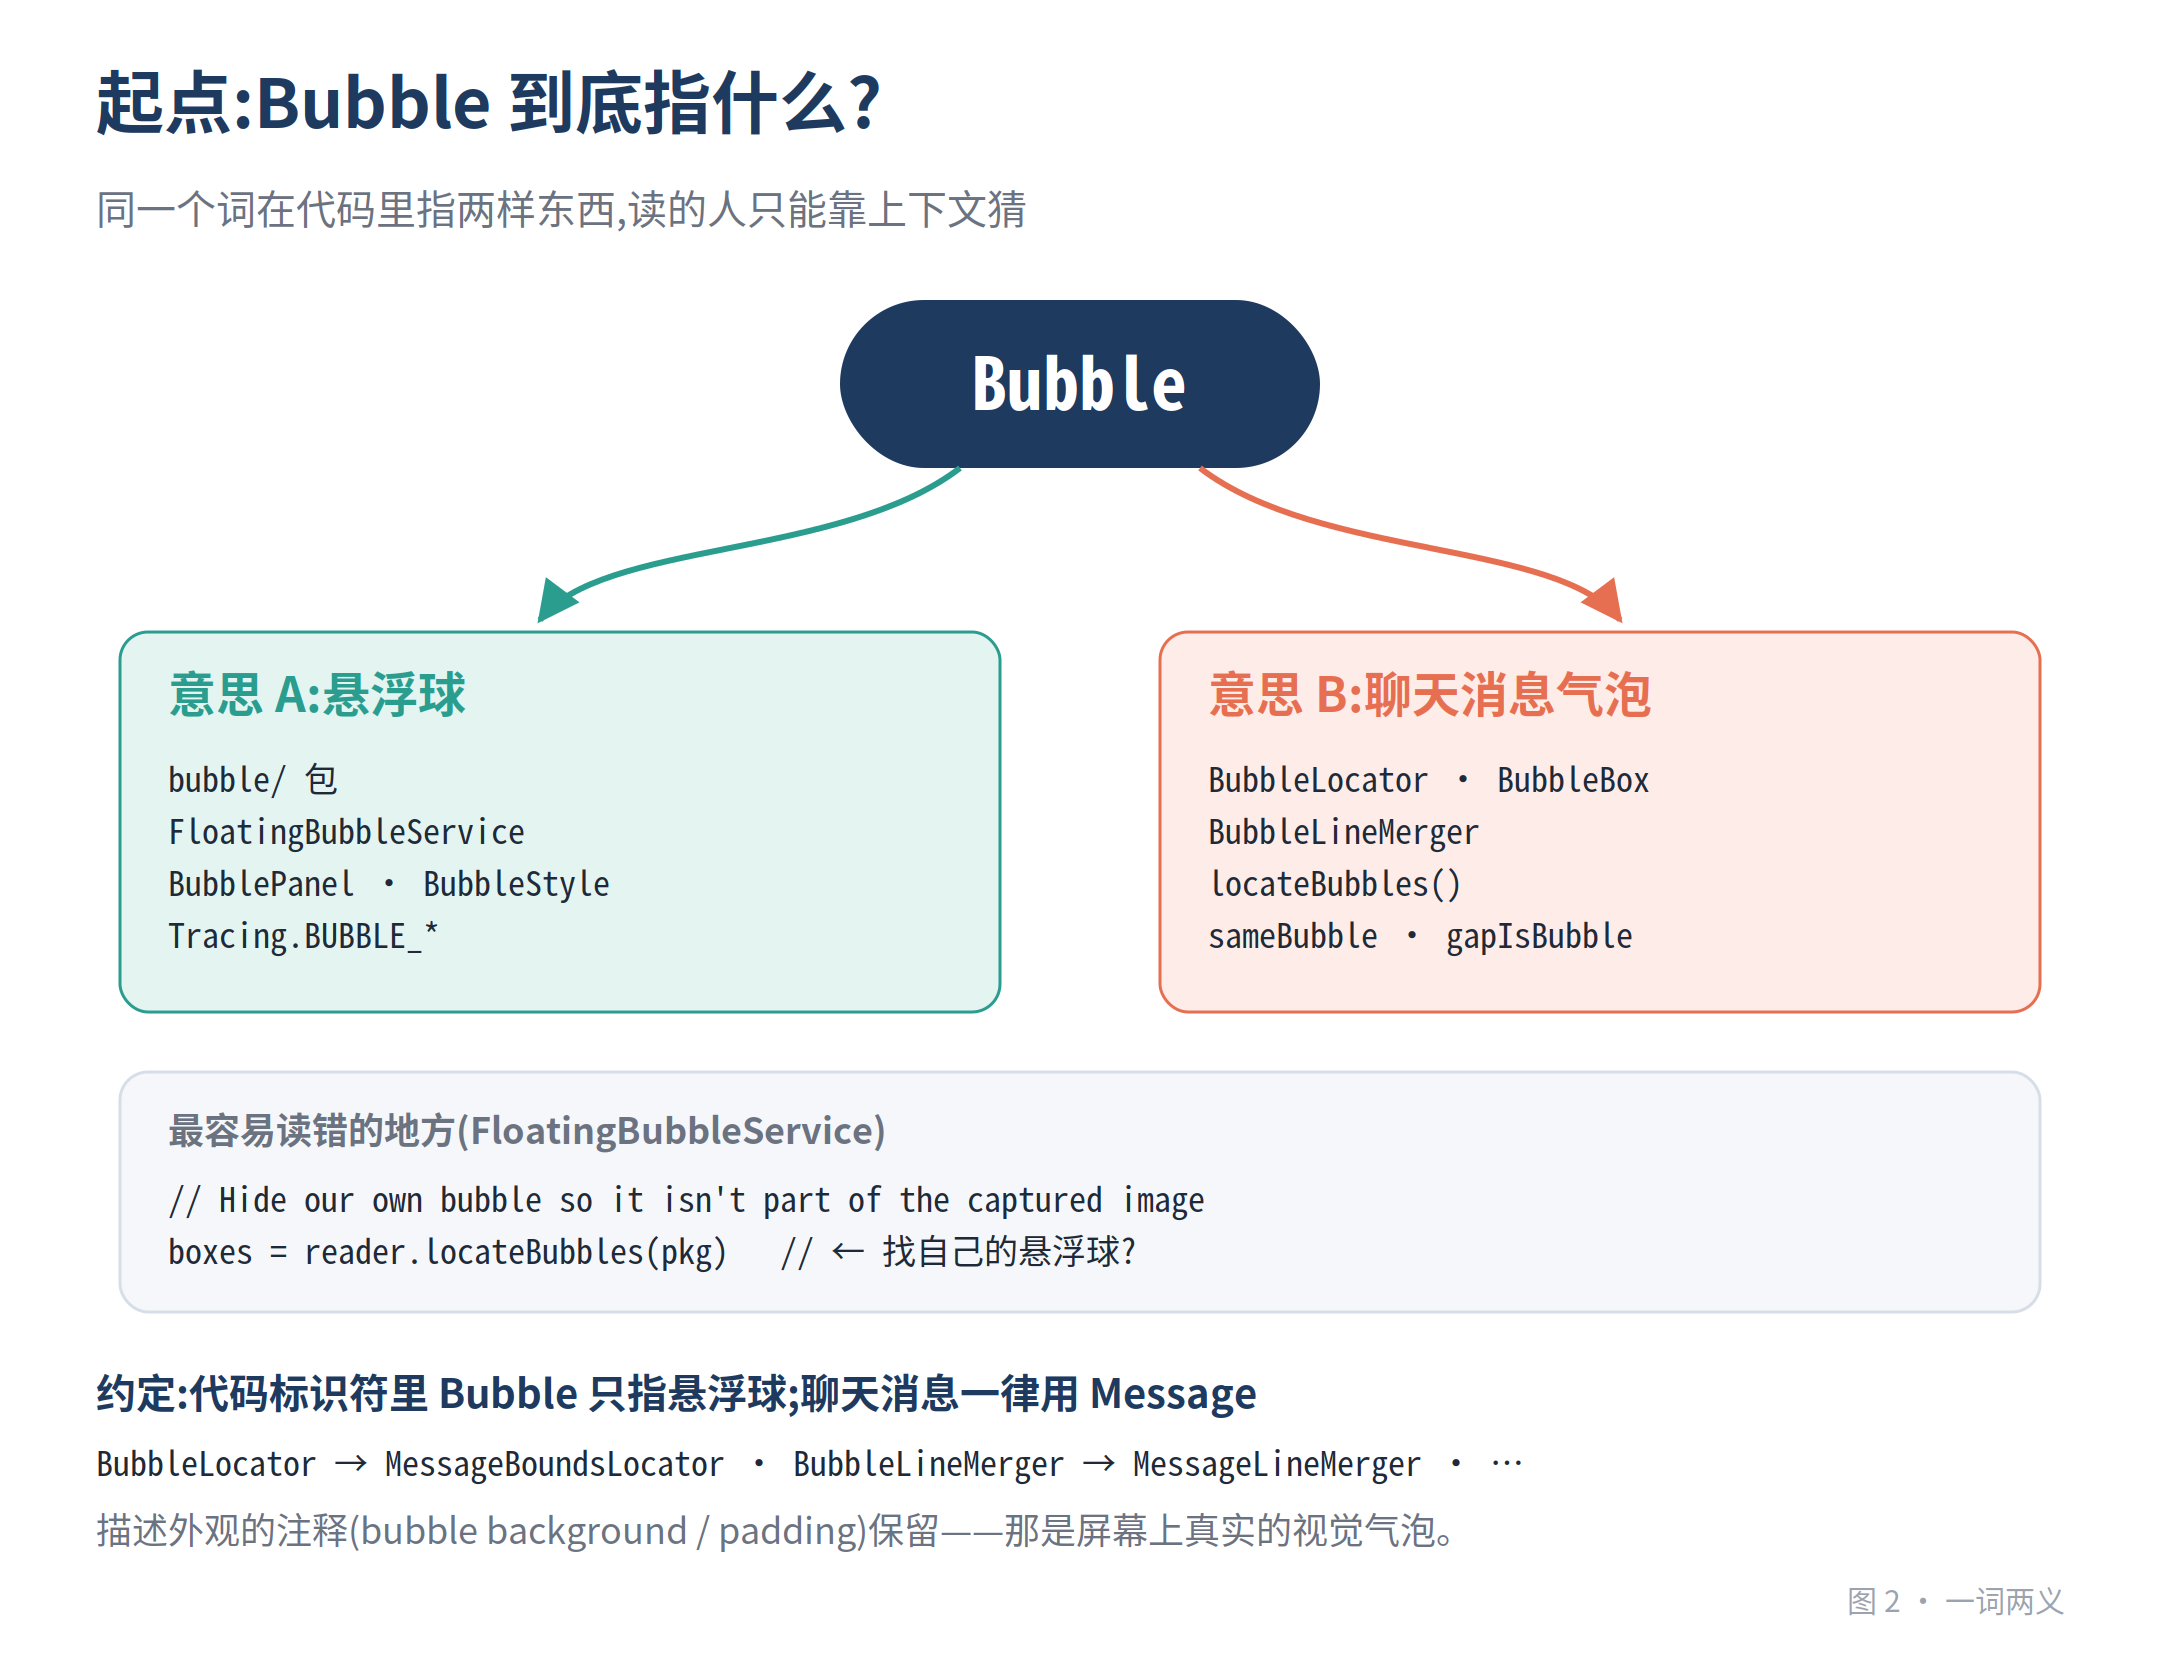 起点:Bubble 到底指什么?
同一个词在代码里指两样东西,读的人只能靠上下文猜
Bubble
意思 A:悬浮球
bubble/ 包
FloatingBubbleService
BubblePanel · BubbleStyle
Tracing.BUBBLE_*
意思 B:聊天消息气泡
BubbleLocator · BubbleBox
BubbleLineMerger
locateBubbles()
sameBubble · gapIsBubble
最容易读错的地方(FloatingBubbleService)
// Hide our own bubble so it isn't part of the captured image
boxes = reader.locateBubbles(pkg)   // ← 找自己的悬浮球?
约定:代码标识符里 Bubble 只指悬浮球;聊天消息一律用 Message
BubbleLocator → MessageBoundsLocator · BubbleLineMerger → MessageLineMerger · …
描述外观的注释(bubble background / padding)保留——那是屏幕上真实的视觉气泡。
图 2 · 一词两义